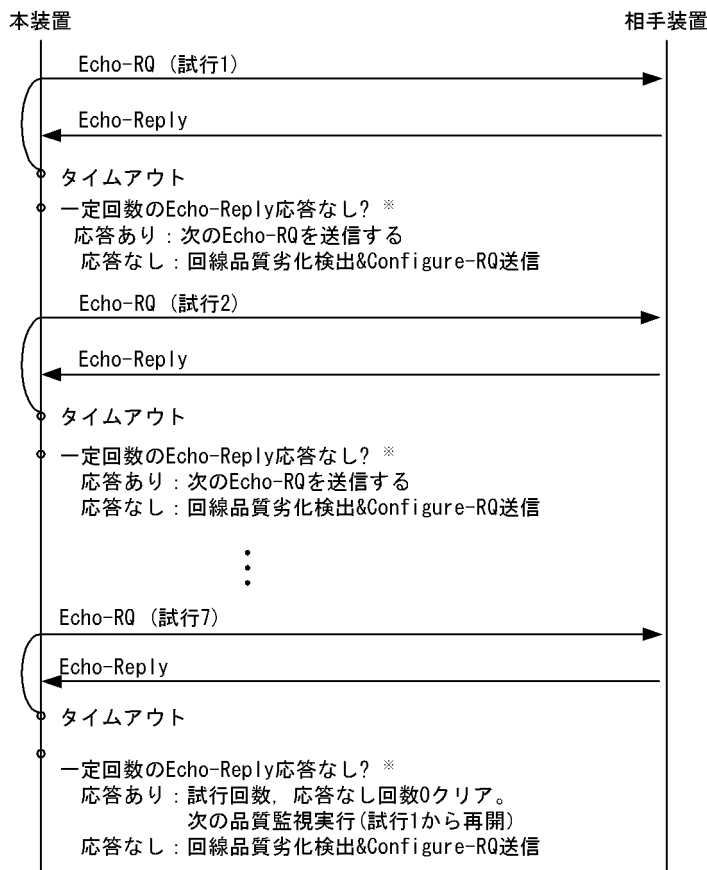 本装置
相手装置
Echo-RQ (試行1)
Echo-Reply
タイムアウト
一定回数のEcho-Reply応答なし? ※
応答あり：次のEcho-RQを送信する
応答なし：回線品質劣化検出&Configure-RQ送信
Echo-RQ (試行2)
Echo-Reply
タイムアウト
一定回数のEcho-Reply応答なし? ※
応答あり：次のEcho-RQを送信する
応答なし：回線品質劣化検出&Configure-RQ送信
Echo-RQ (試行7)
Echo-Reply
タイムアウト
一定回数のEcho-Reply応答なし? ※
応答あり：試行回数, 応答なし回数0クリア。
次の品質監視実行(試行1から再開)
応答なし：回線品質劣化検出&Configure-RQ送信